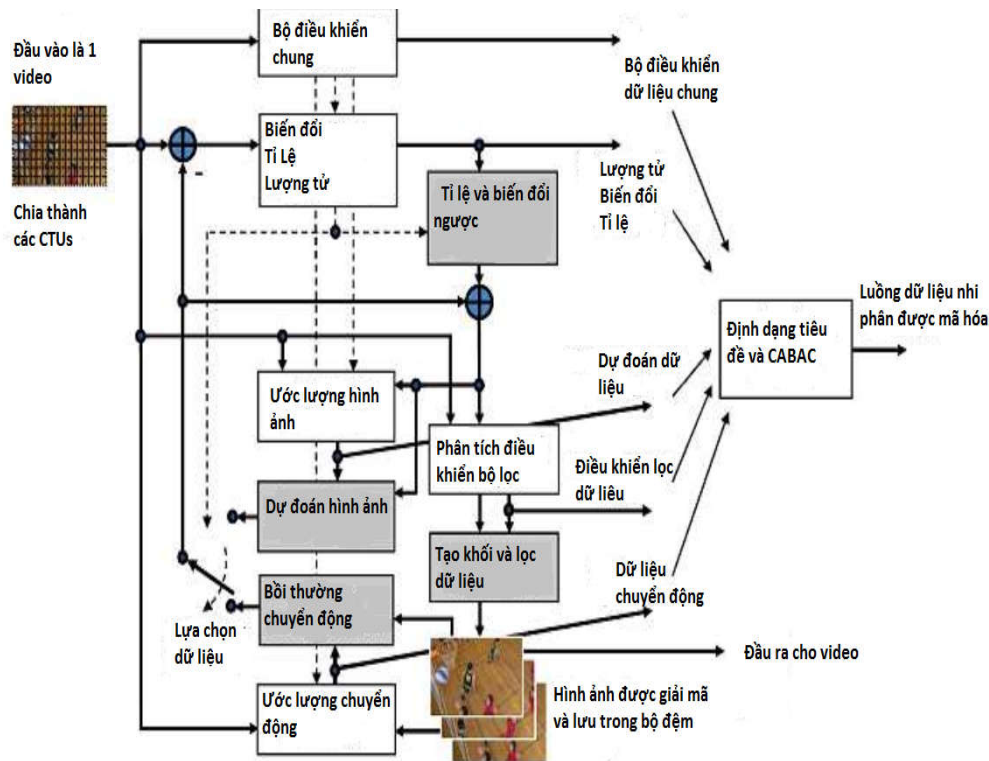 Đầu vào là 1
video
Chia thành
các CTUs
Bộ điều khiển
chung
Bộ điều khiển
dữ liệu chung
Biến đổi
Tỉ Lệ
Lượng tử
-
Lượng tử
Biến đổi
Tỉ lệ
Tỉ lệ và biến đổi
ngược
Luồng dữ liệu nhi
phân được mã hóa
Định dạng tiêu
đề và CABAC
Ước lượng hình
ảnh
Dự đoán dữ
liệu
Phân tích điều
khiển bộ lọc
Điều khiển lọc
dữ liêu
Dự đoán hình ảnh
Tạo khối và lọc
dữ liệu
Bồi thường
chuyển động
Dữ liệu
chuyển động
Lựa chọn
dữ liệu
Đầu ra cho video
Ước lượng chuyển
động
Hình ảnh được giải mã
và lưu trong bộ đệm